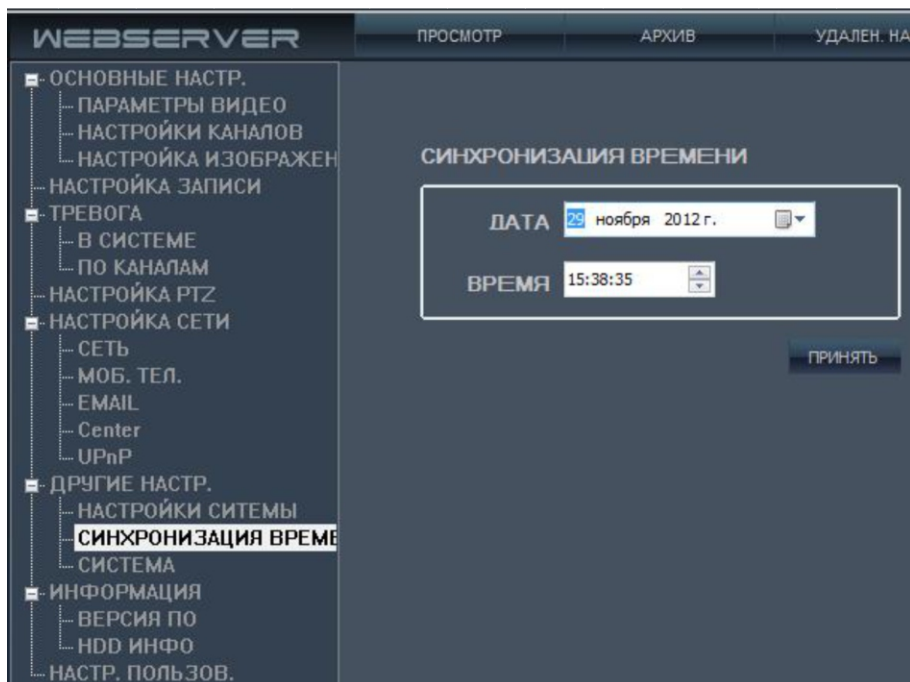 WEBSERVER
ПРОСМОТР
АРХИВ
УДАЛЕН. НА
ОСНОВНЫЕ НАСТР.
ПАРАМЕТРЫ ВИДЕО
НАСТРОЙКИ КАНАЛОВ
НАСТРОЙКА ИЗОБРАЖЕН
НАСТРОЙКА ЗАПИСИ
ТРЕВОГА
В СИСТЕМЕ
ПО КАНАЛАМ
НАСТРОЙКА PTZ
НАСТРОЙКА СЕТИ
СЕТЬ
МОБ. ТЕЛ.
EMAIL
Center
UPnP
ДРУГИЕ НАСТР.
НАСТРОЙКИ СИТЕМЫ
СИНХРОНИЗАЦИЯ ВРЕМЕ
СИСТЕМА
ИНФОРМАЦИЯ
ВЕРСИЯ ПО
HDD ИНФО
НАСТР. ПОЛЬЗОВ.
СИНХРОНИЗАЦИЯ ВРЕМЕНИ
ДАТА 29 ноября 2012 г.
ВРЕМЯ 15:38:35
ПРИНЯТЬ